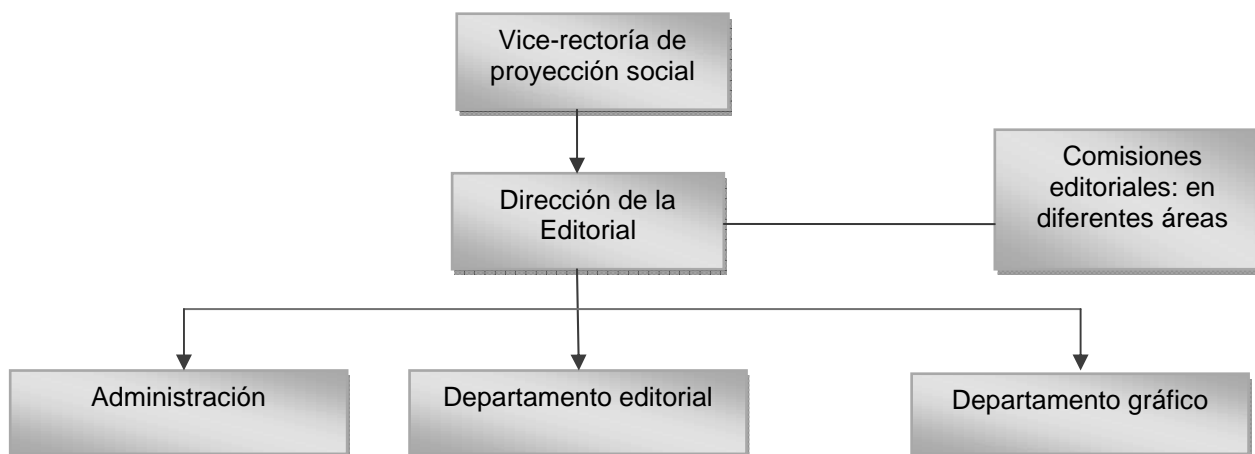 Vice-rectoría de
proyección social
Dirección de la
Editorial
Comisiones
editoriales: en
diferentes áreas
Administración
Departamento editorial
Departamento gráfico